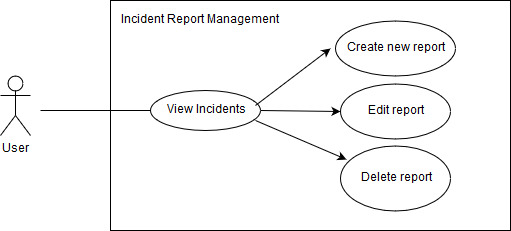 Incident Report Management
Create new report
View Incidents
Edit report
User
Delete report